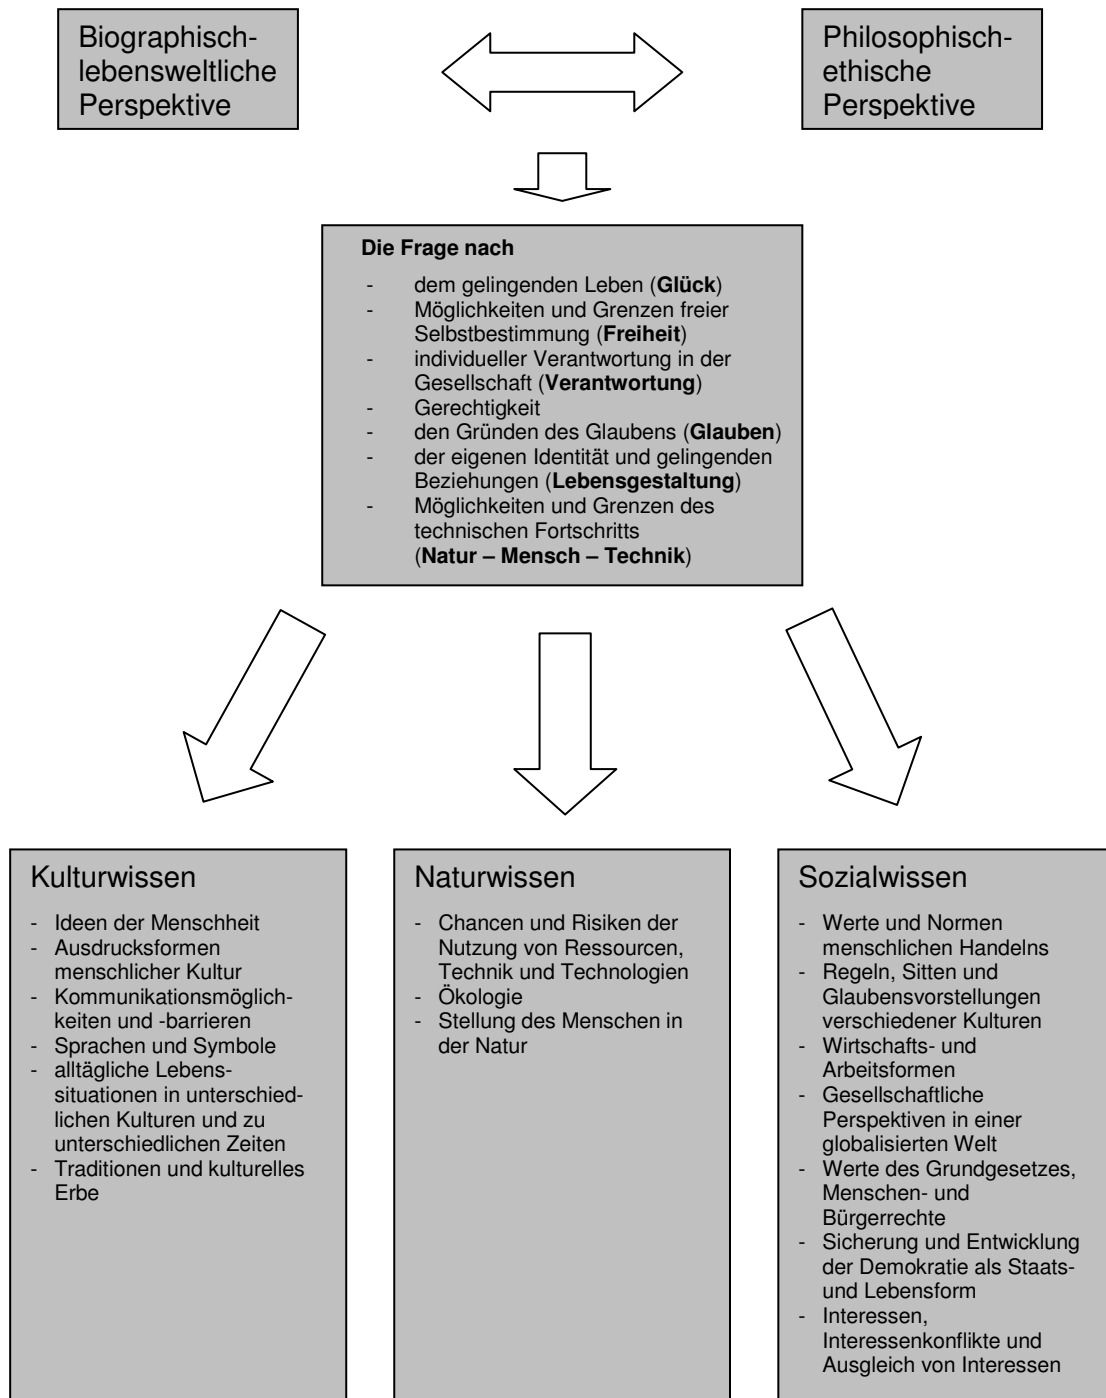 Biographisch-
lebensweltliche
Perspektive
Philosophisch-
ethische
Perspektive
Die Frage nach
- dem gelingenden Leben (Glück)
- Möglichkeiten und Grenzen freier
Selbstbestimmung (Freiheit)
- individueller Verantwortung in der
Gesellschaft (Verantwortung)
- Gerechtigkeit
- den Gründen des Glaubens (Glauben)
- der eigenen Identität und gelingenden
Beziehungen (Lebensgestaltung)
- Möglichkeiten und Grenzen des
technischen Fortschritts
(Natur – Mensch – Technik)
Kulturwissen
- Ideen der Menschheit
- Ausdrucksformen
menschlicher Kultur
- Kommunikationsmöglich-
keiten und -barrieren
- Sprachen und Symbole
- alltägliche Lebens-
situationen in unterschied-
lichen Kulturen und zu
unterschiedlichen Zeiten
- Traditionen und kulturelles
Erbe
Naturwissen
- Chancen und Risiken der
Nutzung von Ressourcen,
Technik und Technologien
- Ökologie
- Stellung des Menschen in
der Natur
Sozialwissen
- Werte und Normen
menschlichen Handelns
- Regeln, Sitten und
Glaubensvorstellungen
verschiedener Kulturen
- Wirtschafts- und
Arbeitsformen
- Gesellschaftliche
Perspektiven in einer
globalisierten Welt
- Werte des Grundgesetzes,
Menschen- und
Bürgerrechte
- Sicherung und Entwicklung
der Demokratie als Staats-
und Lebensform
- Interessen,
Interessenkonflikte und
Ausgleich von Interessen